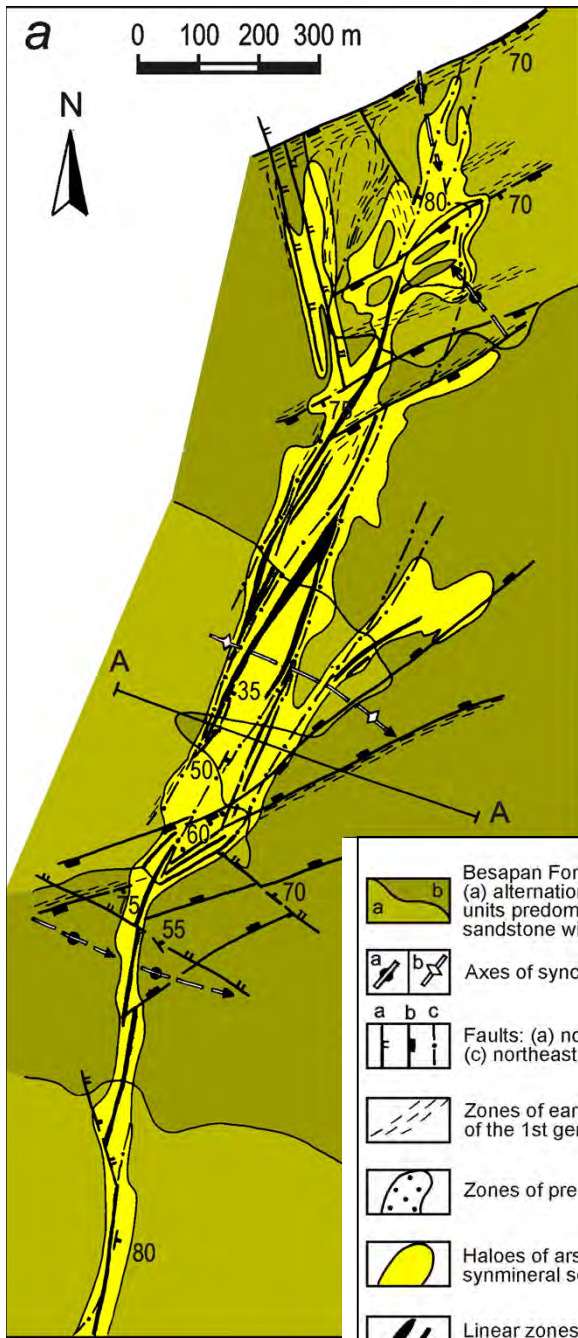 a
0 100 200 300 m
N
70
80
70
75
A
35
50
A
60
75
70
55
80
a b
Besapan For
(a) alternation
units predom
sandstone wi
a b
Axes of sync
a b c
Faults: (a) no
(c) northeast
Zones of ear
of the 1st ger
Zones of pre
Haloes of ars
synmineral se
Linear zones